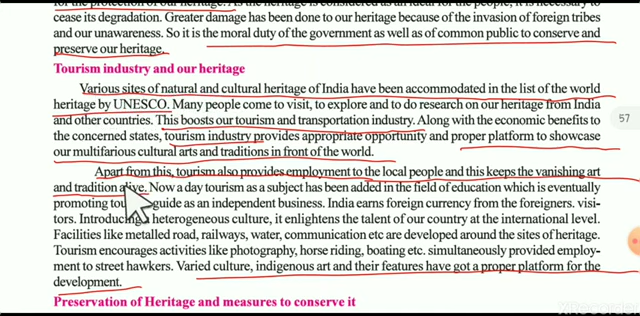 for the protection of our heritage. As the heritage is considered as an ideal for the people, it is necessary to
cease its degradation. Greater damage has been done to our heritage because of the invasion of foreign tribes
and our unawareness. So it is the moral duty of the government as well as of common public to conserve and
preserve our heritage.
Tourism industry and our heritage
Various sites of natural and cultural heritage of India have been accommodated in the list of the world
heritage by UNESCO. Many people come to visit, to explore and to do research on our heritage from India
and other countries. This boosts our tourism and transportation industry. Along with the economic benefits to
57
the concerned states, tourism industry provides appropriate opportunity and proper platform to showcase
our multifarious cultural arts and traditions in front of the world.
Apart from this, tourism also provides employment to the local people and this keeps the vanishing art
and tradition alive. Now a day tourism as a subject has been added in the field of education which is eventually
promoting guide as an independent business. India earns foreign currency from the foreigners. visi-
tors. Introducing a heterogeneous culture, it enlightens the talent of our country at the international level.
Facilities like metalled road, railways, water, communication etc. are developed around the sites of heritage.
Tourism encourages activities like photography, horse riding, boating etc. simultaneously provided employ-
ment to street hawkers. Varied culture, indigenous art and their features have got a proper platform for the
development.
Preservation of Heritage and measures to conserve it